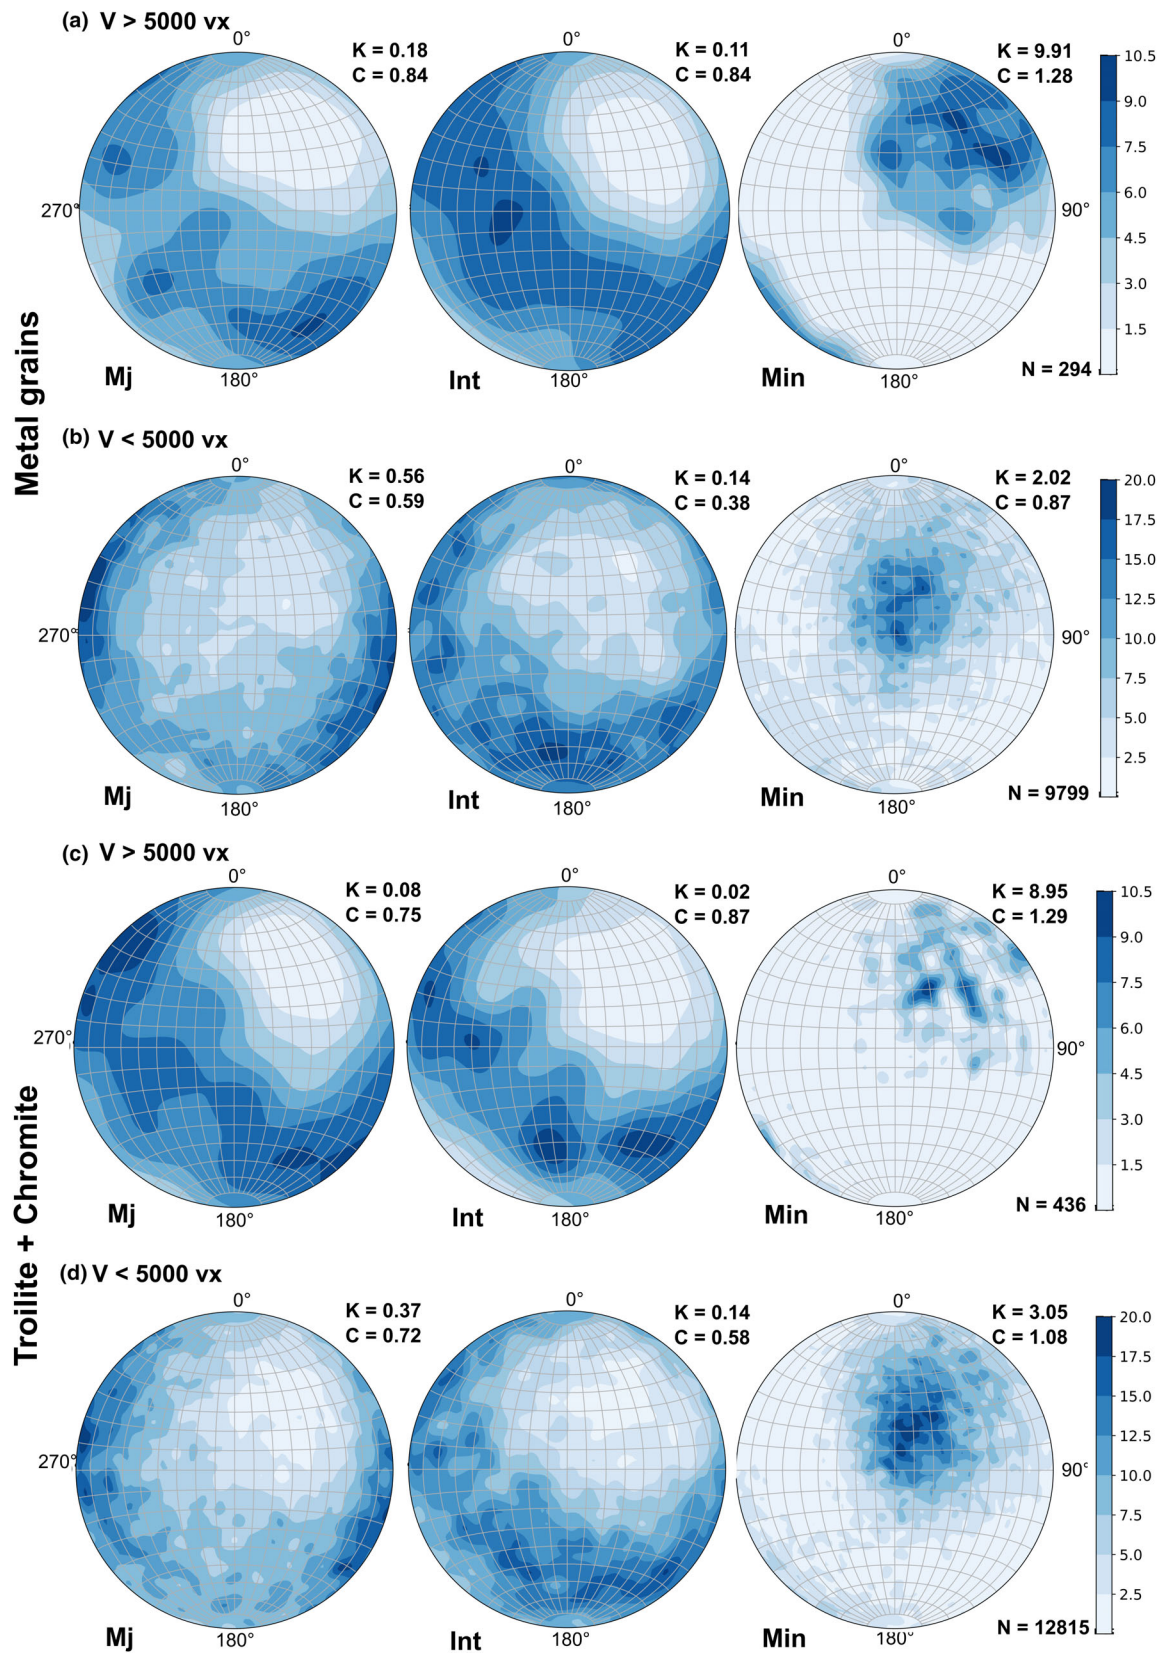 (a) V > 5000 vx
0° K = 0.18 0° K = 0.11 0° K = 9.91
C = 0.84 C = 0.84 C = 1.28
10.5
9.0
7.5
6.0
4.5
3.0
1.5
270° 90°
Mj 180° Int 180° Min 180° N = 294
Metal grains
(b) V < 5000 vx
0° K = 0.56 0° K = 0.14 0° K = 2.02
C = 0.59 C = 0.38 C = 0.87
20.0
17.5
15.0
12.5
10.0
7.5
5.0
2.5
270° 90°
Mj 180° Int 180° Min 180° N = 9799
(c) V > 5000 vx
0° K = 0.08 0° K = 0.02 0° K = 8.95
C = 0.75 C = 0.87 C = 1.29
10.5
9.0
7.5
6.0
4.5
3.0
1.5
270° 90°
Mj 180° Int 180° Min 180° N = 436
Troilite + Chromite
(d) V < 5000 vx
0° K = 0.37 0° K = 0.14 0° K = 3.05
C = 0.72 C = 0.58 C = 1.08
20.0
17.5
15.0
12.5
10.0
7.5
5.0
2.5
270° 90°
Mj 180° Int 180° Min 180° N = 12815